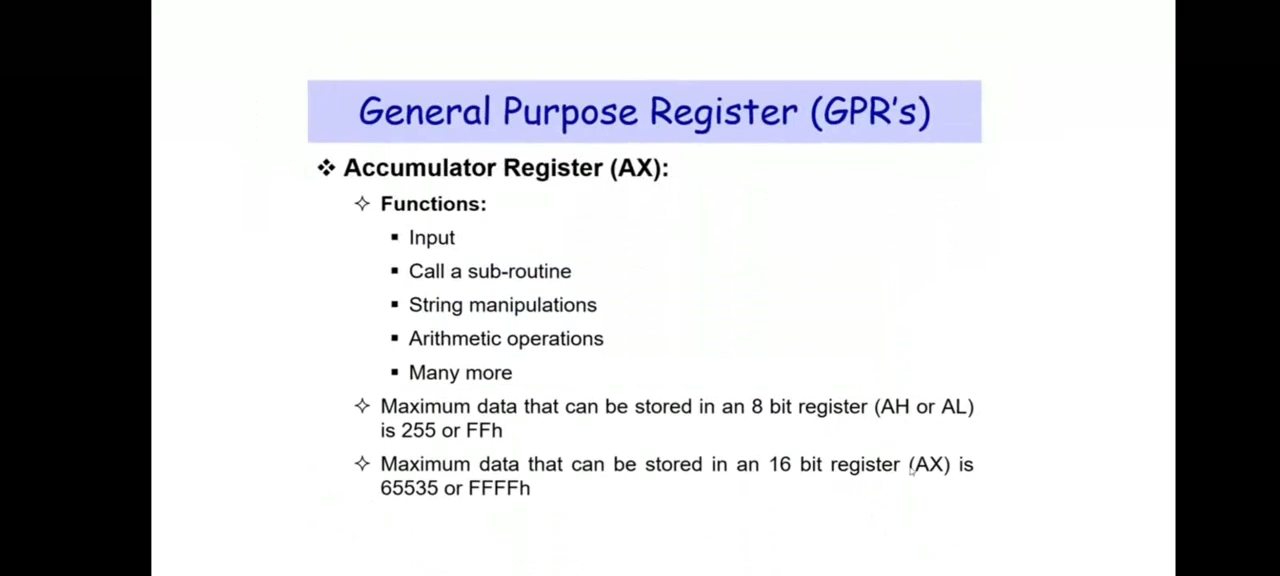 General Purpose Register (GPR's)
❖ Accumulator Register (AX):
✧ Functions:
▪ Input
▪ Call a sub-routine
▪ String manipulations
▪ Arithmetic operations
▪ Many more
✧ Maximum data that can be stored in an 8 bit register (AH or AL)
is 255 or FFh
✧ Maximum data that can be stored in an 16 bit register (AX) is
65535 or FFFFh